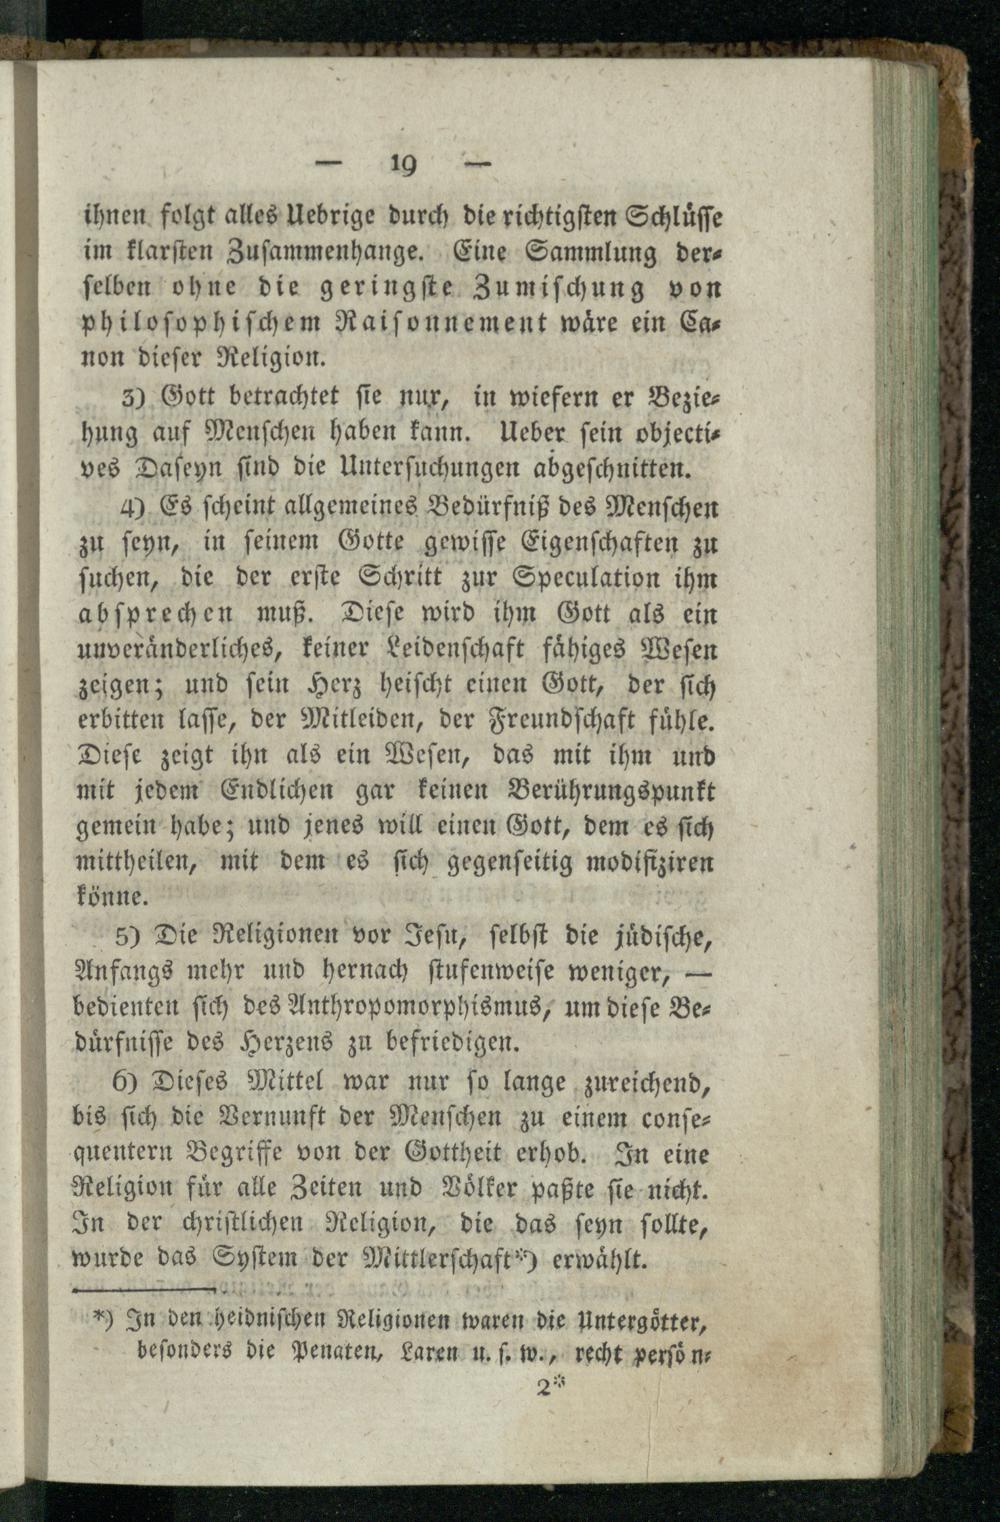 — 19 —
ihnen folgt alles Uebrige durch die richtigsten Schlüsse
im klarsten Zusammenhange. Eine Sammlung der-
selben ohne die geringste Zumischung von
philosophischem Raisonnement wäre ein Ca-
non dieser Religion.
3) Gott betrachtet sie nur, in wiefern er Bezie-
hung auf Menschen haben kann. Ueber sein objecti-
ves Daseyn sind die Untersuchungen abgeschnitten.
4) Es scheint allgemeines Bedürfniß des Menschen
zu seyn, in seinem Gotte gewisse Eigenschaften zu
suchen, die der erste Schritt zur Speculation ihm
absprechen muß. Diese wird ihm Gott als ein
unveränderliches, keiner Leidenschaft fähiges Wesen
zeigen; und sein Herz heischt einen Gott, der sich
erbitten lasse, der Mitleiden, der Freundschaft fühle.
Diese zeigt ihn als ein Wesen, das mit ihm und
mit jedem Endlichen gar keinen Berührungspunkt
gemein habe; und jenes will einen Gott, dem es sich
mittheilen, mit dem es sich gegenseitig modifiziren
könne.
5) Die Religionen vor Jesu, selbst die jüdische,
Anfangs mehr und hernach stufenweise weniger, —
bedienten sich des Anthropomorphismus, um diese Be-
dürfnisse des Herzens zu befriedigen.
6) Dieses Mittel war nur so lange zureichend,
bis sich die Vernunft der Menschen zu einem conse-
quentern Begriffe von der Gottheit erhob. In eine
Religion für alle Zeiten und Völker paßte sie nicht.
In der christlichen Religion, die das seyn sollte,
wurde das System der Mittlerschaft*) erwählt.
*) In den heidnischen Religionen waren die Untergötter,
besonders die Penaten, Laren u. s. w., recht persön-
2*